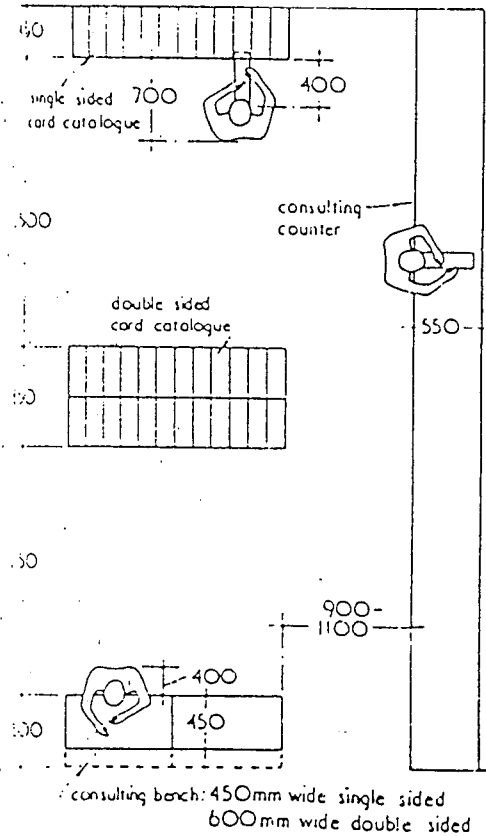 single sided
card catalogue
700
400
consulting
counter
550
double sided
card catalogue
900-
1100
400
450
consulting bench: 450mm wide single sided
600mm wide double sided